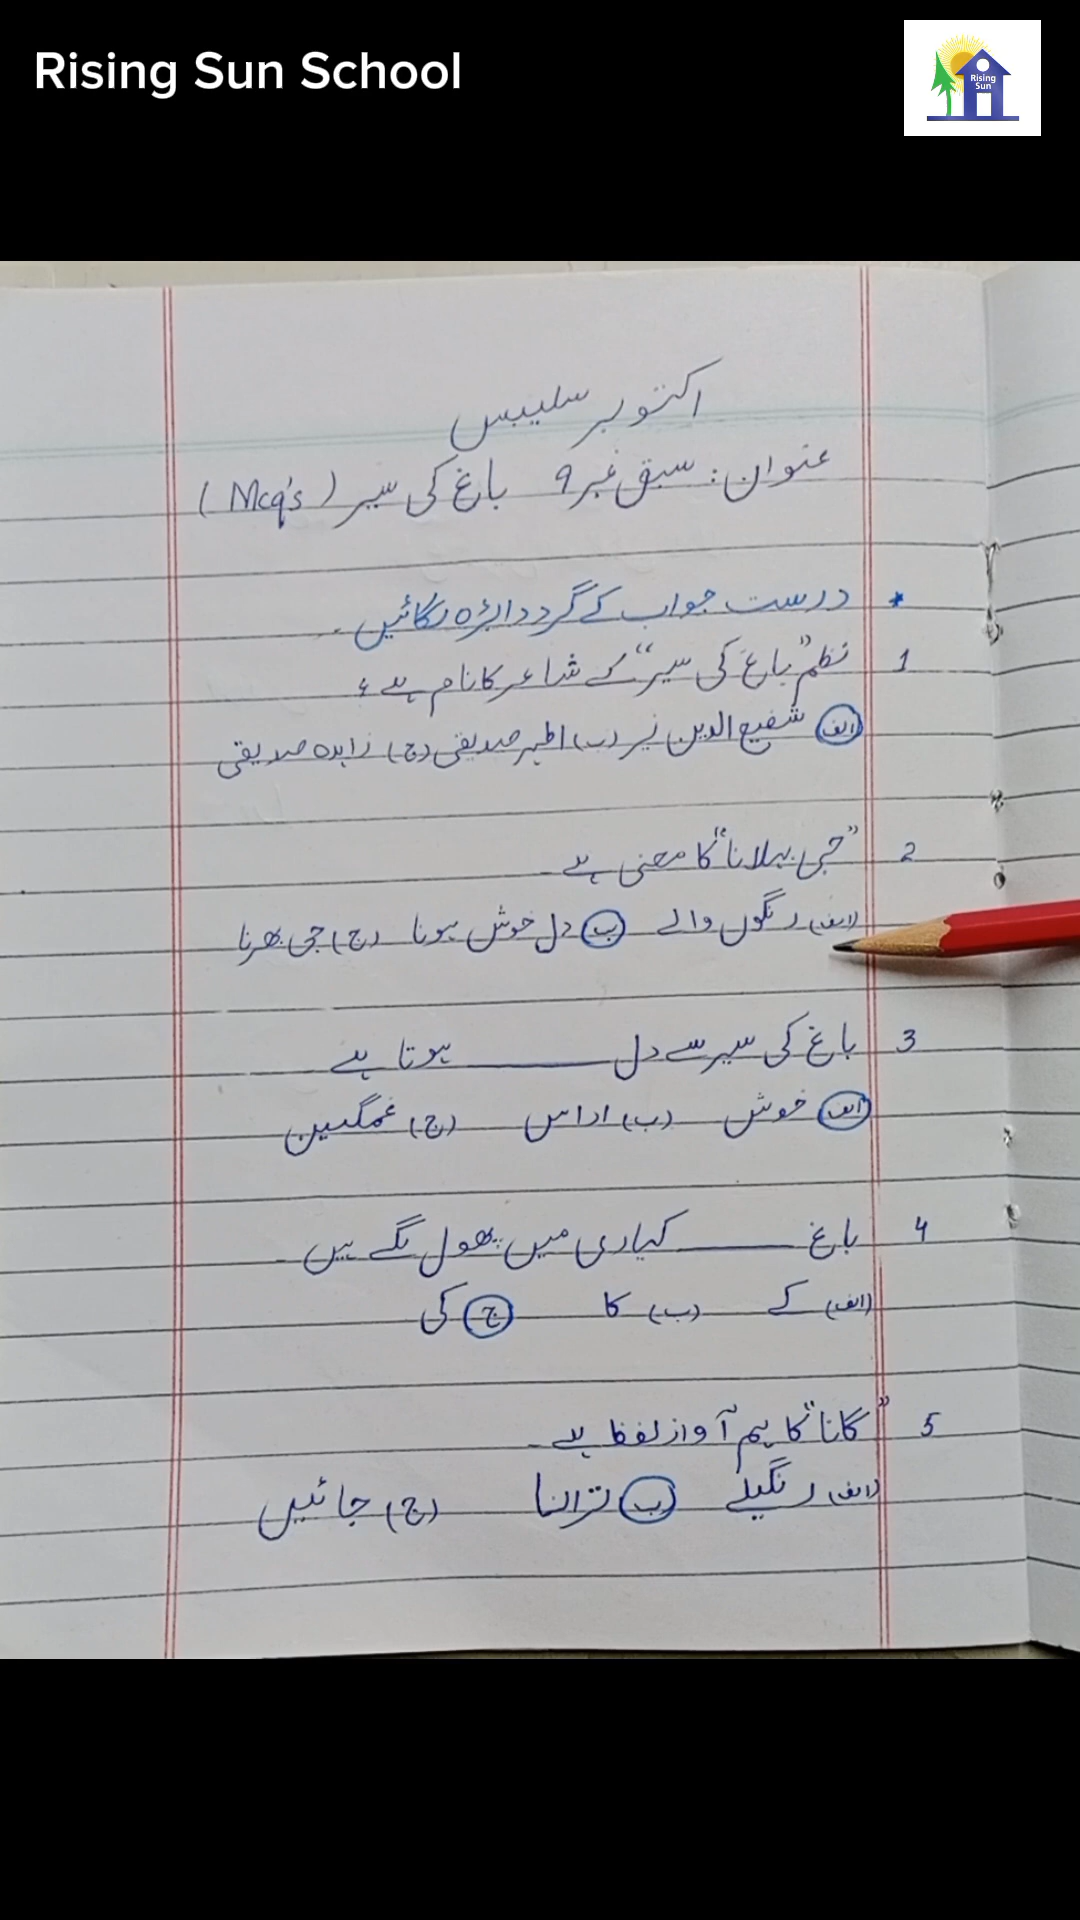 Rising Sun School
Rising
Sun
اکتوبر سلیبس
عنوان: سبق نمبر 9 باغ کی سیر (Mcq's)
* درست جواب کے گرد دائرہ لگائیں۔
1 نظم "باغ کی سیر" کے شاعر کا نام ہے؟
(الف) شفیع الدین نیر (ب) اظہر صدیقی (ج) زاہدہ صدیقی
2 "جی بہلانا" کا معنی ہے۔
(الف) رنگوں والے (ب) دل خوش ہونا (ج) جی بھرنا
3 باغ کی سیر سے دل ______ ہوتا ہے
(الف) خوش (ب) اداس (ج) غمگین
4 باغ ______ کیاری میں پھول لگے ہیں۔
(الف) کے (ب) کا (ج) کی
5 "گانا" کا ہم آواز لفظ ہے۔
(الف) رنگیلے (ب) ترانا (ج) جائیں